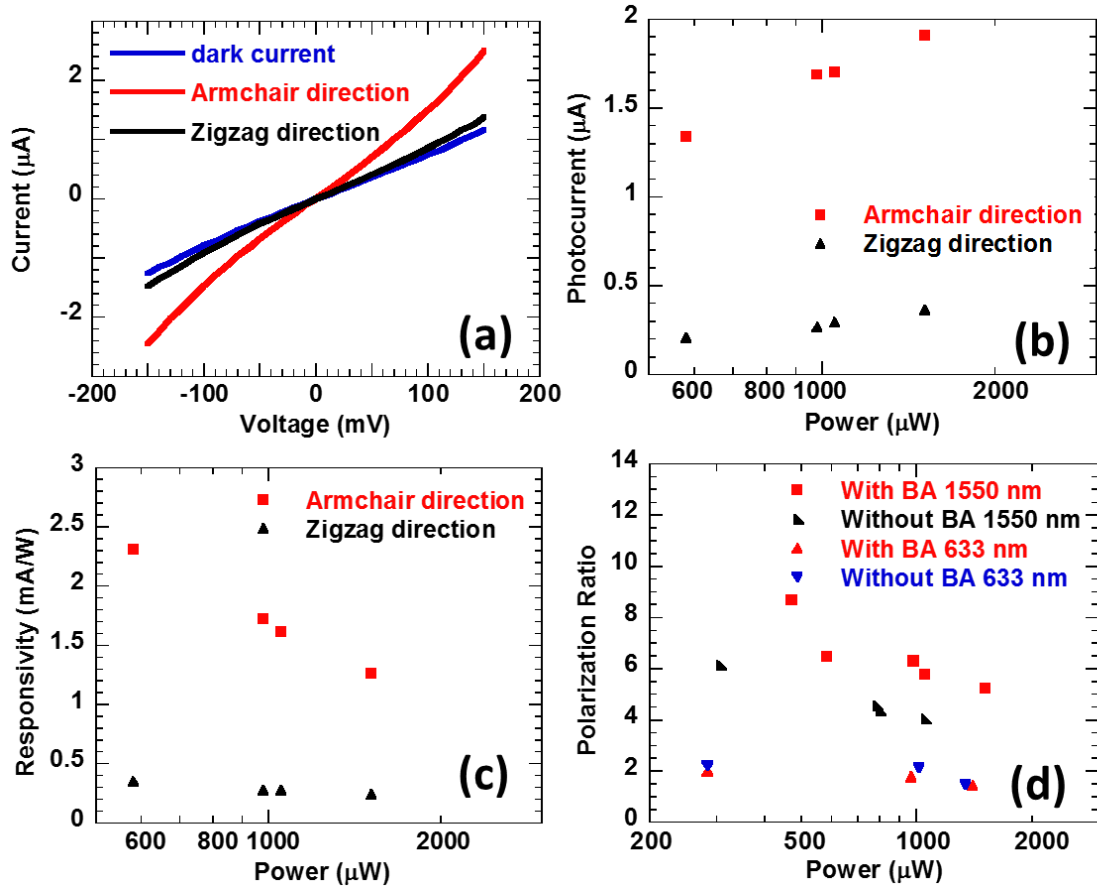 dark current
Armchair direction
Zigzag direction
2
0
-2
Current (μA)
-200 -100 0 100 200
Voltage (mV)
(a)
2
1.5
1
0.5
0
Photocurrent (μA)
Armchair direction
Zigzag direction
600 800 1000 2000
Power (μW)
(b)
3
2.5
2
1.5
1
0.5
0
Responsivity (mA/W)
Armchair direction
Zigzag direction
600 800 1000 2000
Power (μW)
(c)
14
12
10
8
6
4
2
0
Polarization Ratio
With BA 1550 nm
Without BA 1550 nm
With BA 633 nm
Without BA 633 nm
200 500 1000 2000
Power (μW)
(d)